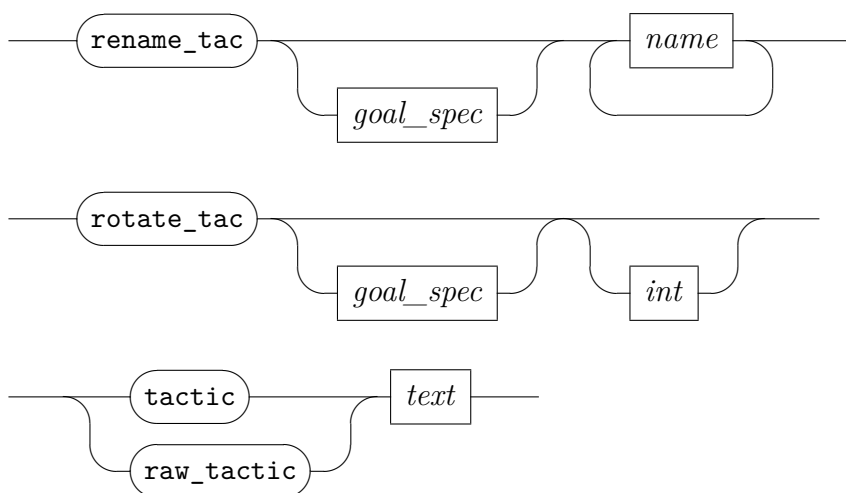 rename_tac name
goal_spec
rotate_tac
goal_spec int
tactic text
raw_tactic